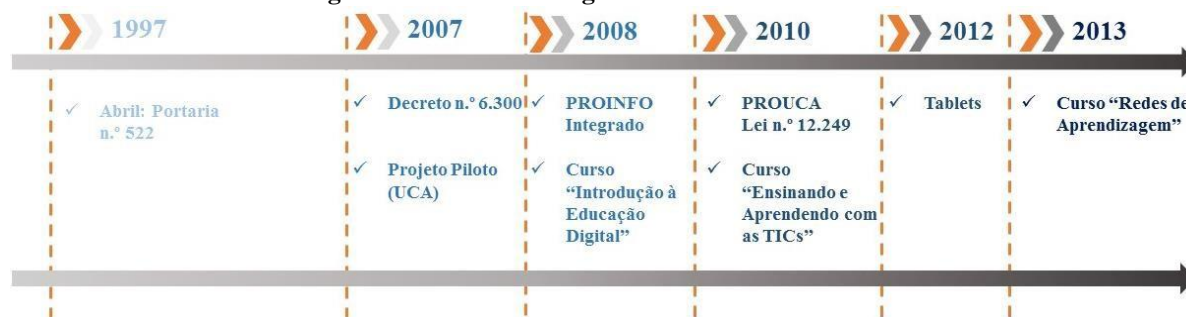 1997
Abril: Portaria
n.º 522
2007
Decreto n.º 6.300
Projeto Piloto
(UCA)
2008
PROINFO
Integrado
Curso
“Introdução à
Educação
Digital”
2010
PROUCA
Lei n.º 12.249
Curso
“Ensinando e
Aprendendo com
as TICs”
2012
Tablets
2013
Curso “Redes de
Aprendizagem”